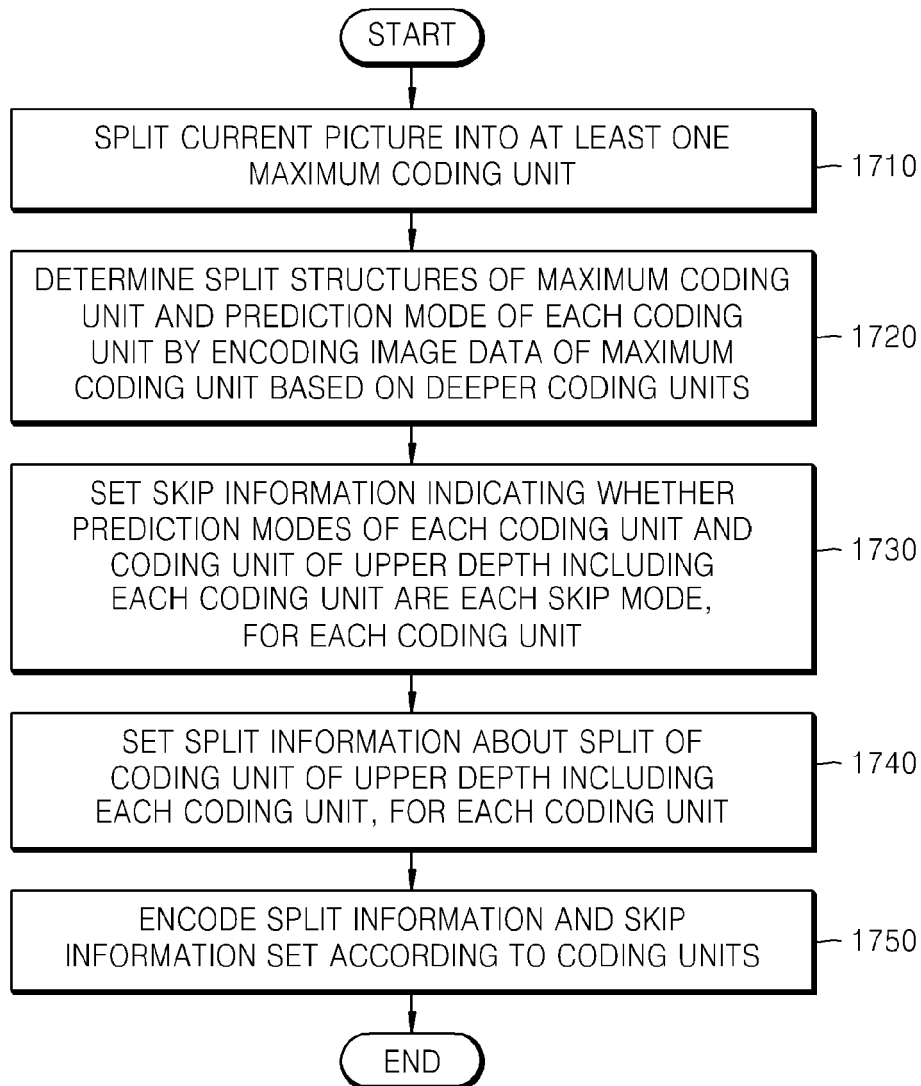 START
SPLIT CURRENT PICTURE INTO AT LEAST ONE
MAXIMUM CODING UNIT
1710
DETERMINE SPLIT STRUCTURES OF MAXIMUM CODING
UNIT AND PREDICTION MODE OF EACH CODING
UNIT BY ENCODING IMAGE DATA OF MAXIMUM
CODING UNIT BASED ON DEEPER CODING UNITS
1720
SET SKIP INFORMATION INDICATING WHETHER
PREDICTION MODES OF EACH CODING UNIT AND
CODING UNIT OF UPPER DEPTH INCLUDING
EACH CODING UNIT ARE EACH SKIP MODE,
FOR EACH CODING UNIT
1730
SET SPLIT INFORMATION ABOUT SPLIT OF
CODING UNIT OF UPPER DEPTH INCLUDING
EACH CODING UNIT, FOR EACH CODING UNIT
1740
ENCODE SPLIT INFORMATION AND SKIP
INFORMATION SET ACCORDING TO CODING UNITS
1750
END